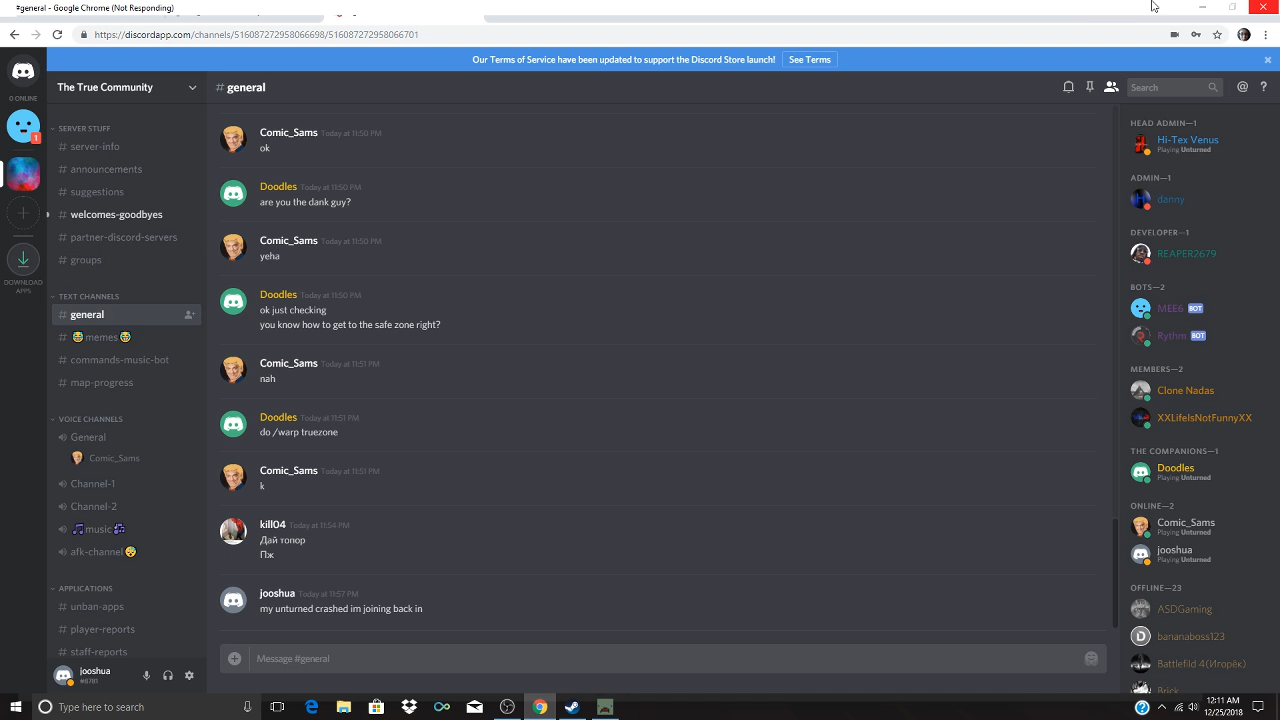 #general - Google Chrome (Not Responding)
https://discordapp.com/channels/516087272958066698/516087272958066701
Our Terms of Service have been updated to support the Discord Store launch!
See Terms
0 ONLINE
1
DOWNLOAD
APPS
The True Community
SERVER STUFF
# server-info
# announcements
# suggestions
# welcomes-goodbyes
# partner-discord-servers
# groups
TEXT CHANNELS
# general
# 😂memes😂
# commands-music-bot
# map-progress
VOICE CHANNELS
General
Comic_Sams
Channel-1
Channel-2
🎵music🎶
afk-channel😴
APPLICATIONS
# unban-apps
# player-reports
# staff-reports
jooshua
#8781
# general
Search
Comic_Sams Today at 11:50 PM
ok
Doodles Today at 11:50 PM
are you the dank guy?
Comic_Sams Today at 11:50 PM
yeha
Doodles Today at 11:50 PM
ok just checking
you know how to get to the safe zone right?
Comic_Sams Today at 11:51 PM
nah
Doodles Today at 11:51 PM
do /warp truezone
Comic_Sams Today at 11:51 PM
k
kill04 Today at 11:54 PM
Дай топор
Пж
jooshua Today at 11:57 PM
my unturned crashed im joining back in
Message #general
HEAD ADMIN—1
Hi-Tex Venus
Playing Unturned
ADMIN—1
danny
DEVELOPER—1
REAPER2679
BOTS—2
MEE6 BOT
Rythm BOT
MEMBERS—2
Clone Nadas
XXLifeIsNotFunnyXX
THE COMPANIONS—1
Doodles
Playing Unturned
ONLINE—2
Comic_Sams
Playing Unturned
jooshua
Playing Unturned
OFFLINE—23
ASDGaming
bananaboss123
Battlefild 4(Игорёк)
Brick
Type here to search
12:11 AM
12/25/2018